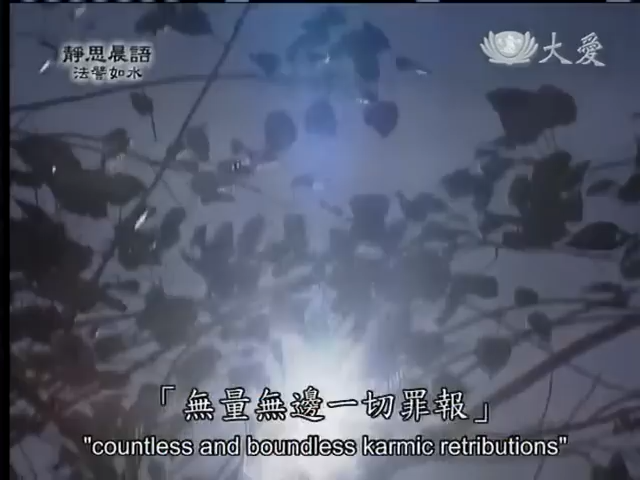 靜思晨語
法譬如水
大愛
「無量無邊一切罪報」
"countless and boundless karmic retributions"